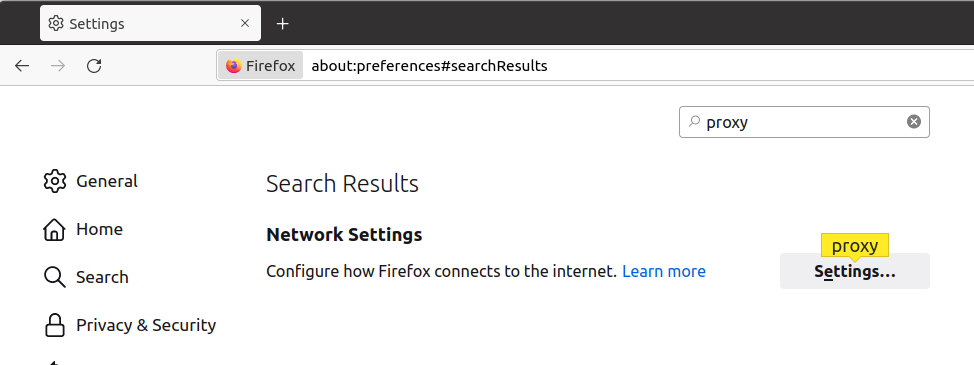 Settings
Firefox about:preferences#searchResults
proxy
General
Home
Search
Privacy & Security
Search Results
Network Settings
Configure how Firefox connects to the internet. Learn more
proxy
Settings…